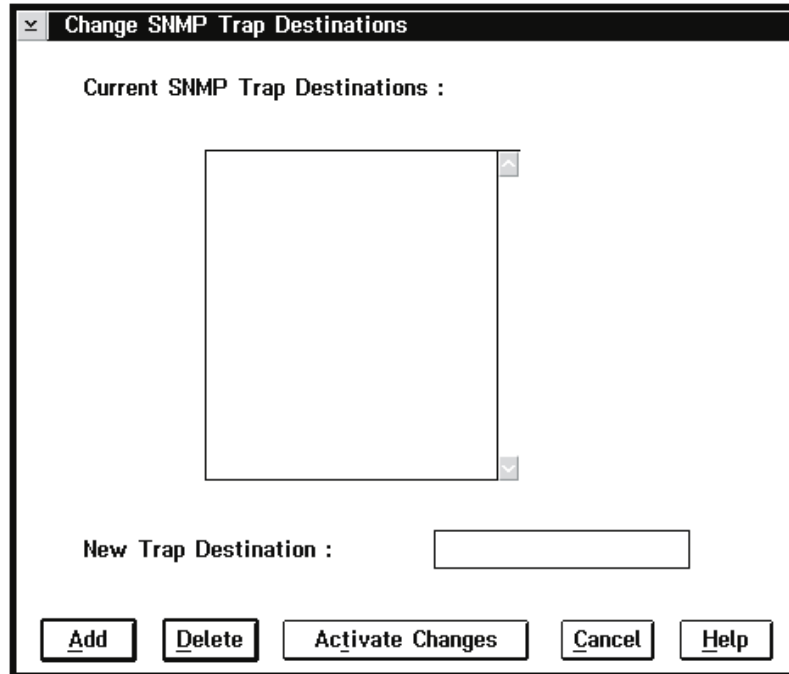 Change SNMP Trap Destinations
Current SNMP Trap Destinations :
New Trap Destination :
Add Delete Activate Changes Cancel Help